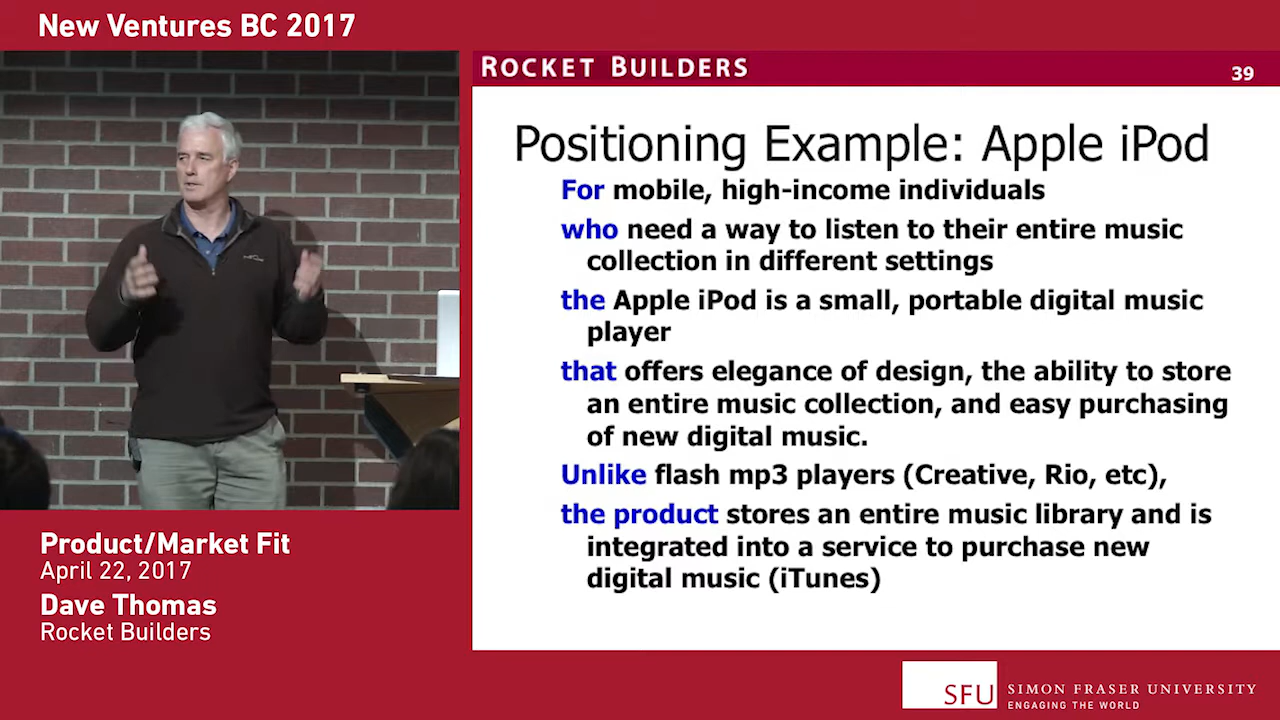 New Ventures BC 2017
ROCKET BUILDERS
39
Positioning Example: Apple iPod
For mobile, high-income individuals
who need a way to listen to their entire music
collection in different settings
the Apple iPod is a small, portable digital music
player
that offers elegance of design, the ability to store
an entire music collection, and easy purchasing
of new digital music.
Unlike flash mp3 players (Creative, Rio, etc),
the product stores an entire music library and is
integrated into a service to purchase new
digital music (iTunes)
Product/Market Fit
April 22, 2017
Dave Thomas
Rocket Builders
SFU
SIMON FRASER UNIVERSITY
ENGAGING THE WORLD